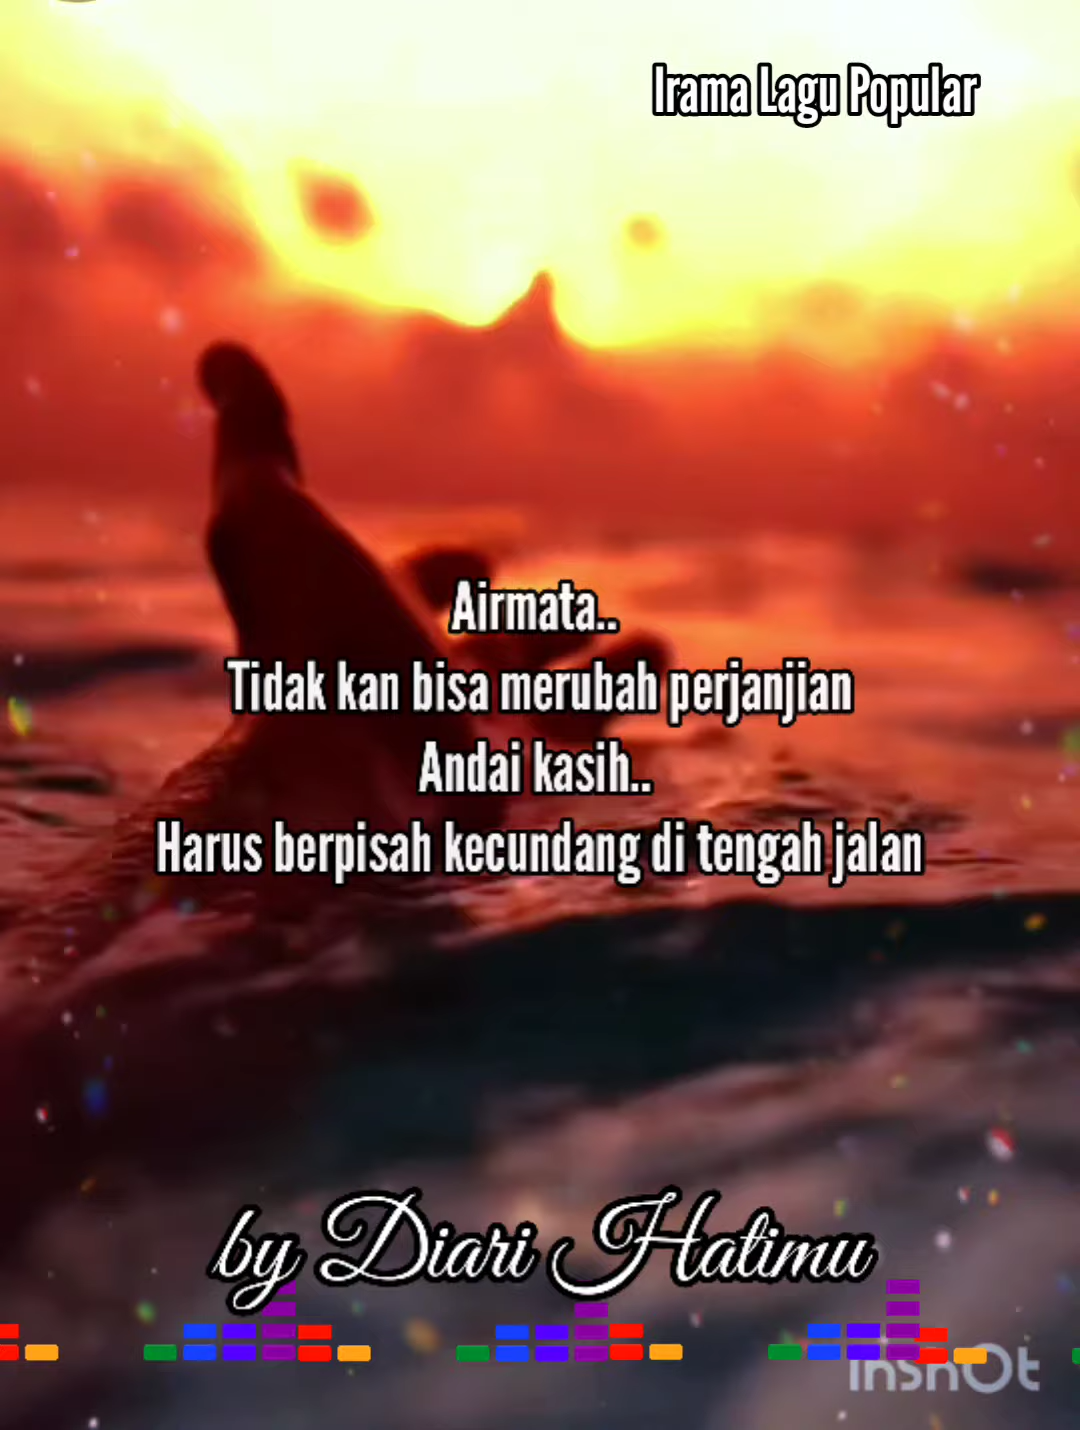 Irama Lagu Popular
Airmata..
Tidak kan bisa merubah perjanjian
Andai kasih..
Harus berpisah kecundang di tengah jalan
by Diari Hatimu
InShOt